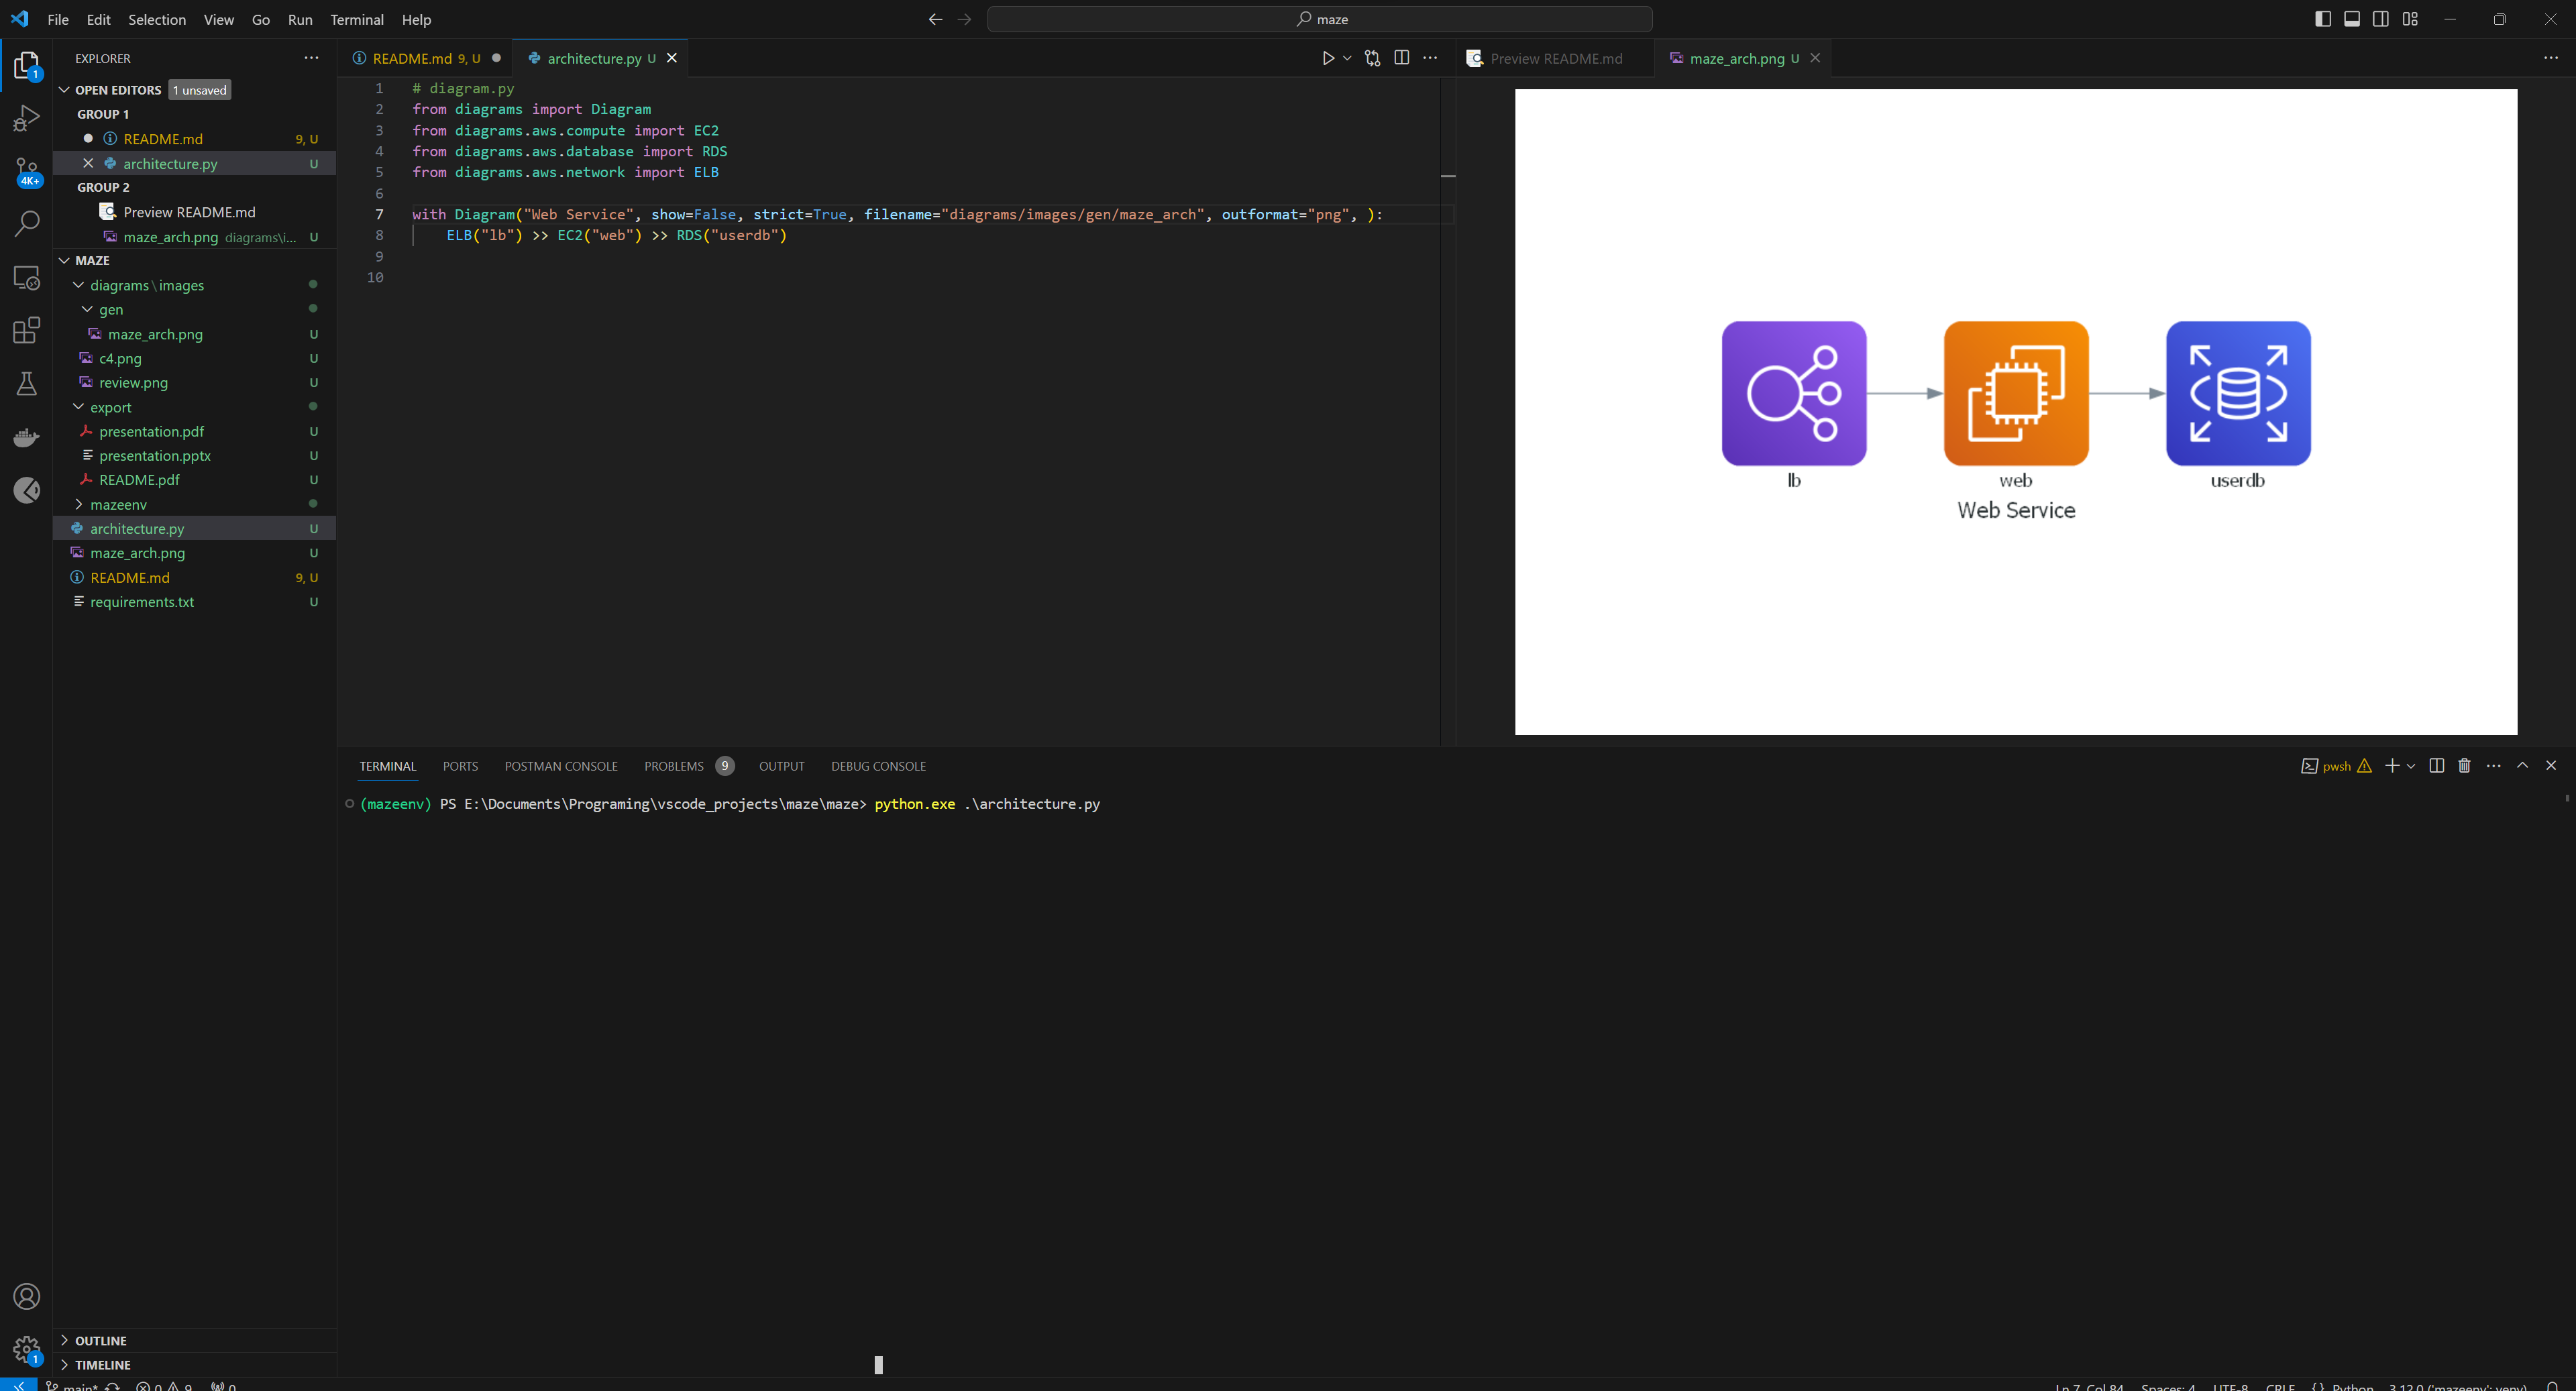 File Edit Selection View Go Run Terminal Help
maze
EXPLORER
OPEN EDITORS 1 unsaved
GROUP 1
README.md 9, U
architecture.py U
GROUP 2
Preview README.md
maze_arch.png diagrams\i... U
MAZE
diagrams\images
gen
maze_arch.png U
c4.png U
review.png U
export
presentation.pdf U
presentation.pptx U
README.pdf U
mazeenv
architecture.py U
maze_arch.png U
README.md 9, U
requirements.txt U
OUTLINE
TIMELINE
1
4K+
1
README.md 9, U
architecture.py U
1 # diagram.py
2 from diagrams import Diagram
3 from diagrams.aws.compute import EC2
4 from diagrams.aws.database import RDS
5 from diagrams.aws.network import ELB
6
7 with Diagram("Web Service", show=False, strict=True, filename="diagrams/images/gen/maze_arch", outformat="png", ):
8 ELB("lb") >> EC2("web") >> RDS("userdb")
9
10
Preview README.md
maze_arch.png U
lb
web
userdb
Web Service
TERMINAL PORTS POSTMAN CONSOLE PROBLEMS 9 OUTPUT DEBUG CONSOLE
pwsh
(mazeenv) PS E:\Documents\Programing\vscode_projects\maze\maze> python.exe .\architecture.py
main* 0 9 0
Ln 7, Col 84 Spaces: 4 UTF-8 CRLF {} Python 3.12.0 ('mazeenv': venv)